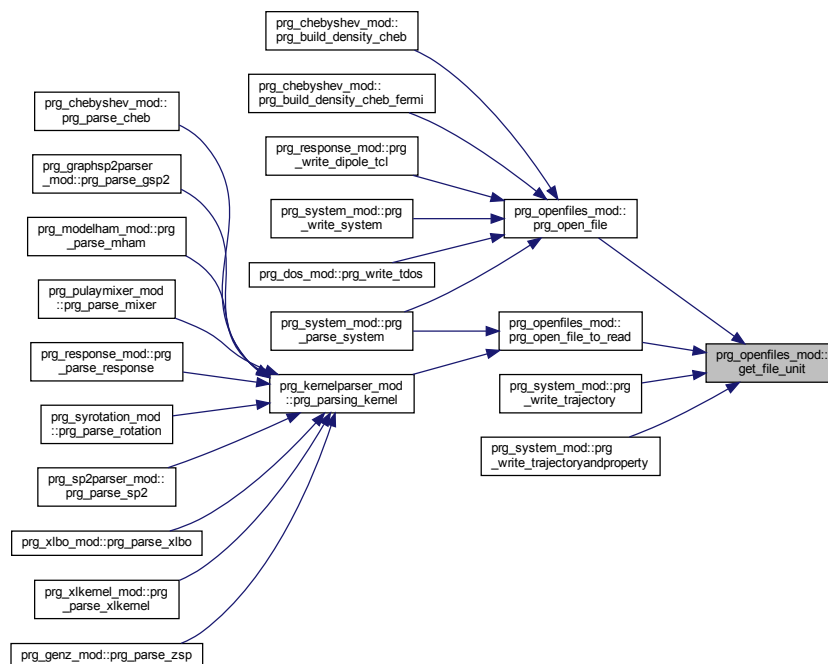 prg_chebyshev_mod::
prg_build_density_cheb
prg_chebyshev_mod::
prg_build_density_cheb_fermi
prg_response_mod::prg
_write_dipole_tcl
prg_system_mod::prg
_write_system
prg_dos_mod::prg_write_tdos
prg_system_mod::prg
_parse_system
prg_chebyshev_mod::
prg_parse_cheb
prg_graphsp2parser
_mod::prg_parse_gsp2
prg_modelham_mod::prg
_parse_mham
prg_pulaymixer_mod
::prg_parse_mixer
prg_response_mod::prg
_parse_response
prg_syrotation_mod
::prg_parse_rotation
prg_sp2parser_mod::
prg_parse_sp2
prg_xlbo_mod::prg_parse_xlbo
prg_xlkernel_mod::prg
_parse_xlkernel
prg_genz_mod::prg_parse_zsp
prg_kernelparser_mod
::prg_parsing_kernel
prg_openfiles_mod::
prg_open_file
prg_openfiles_mod::
prg_open_file_to_read
prg_system_mod::prg
_write_trajectory
prg_system_mod::prg
_write_trajectoryandproperty
prg_openfiles_mod::
get_file_unit